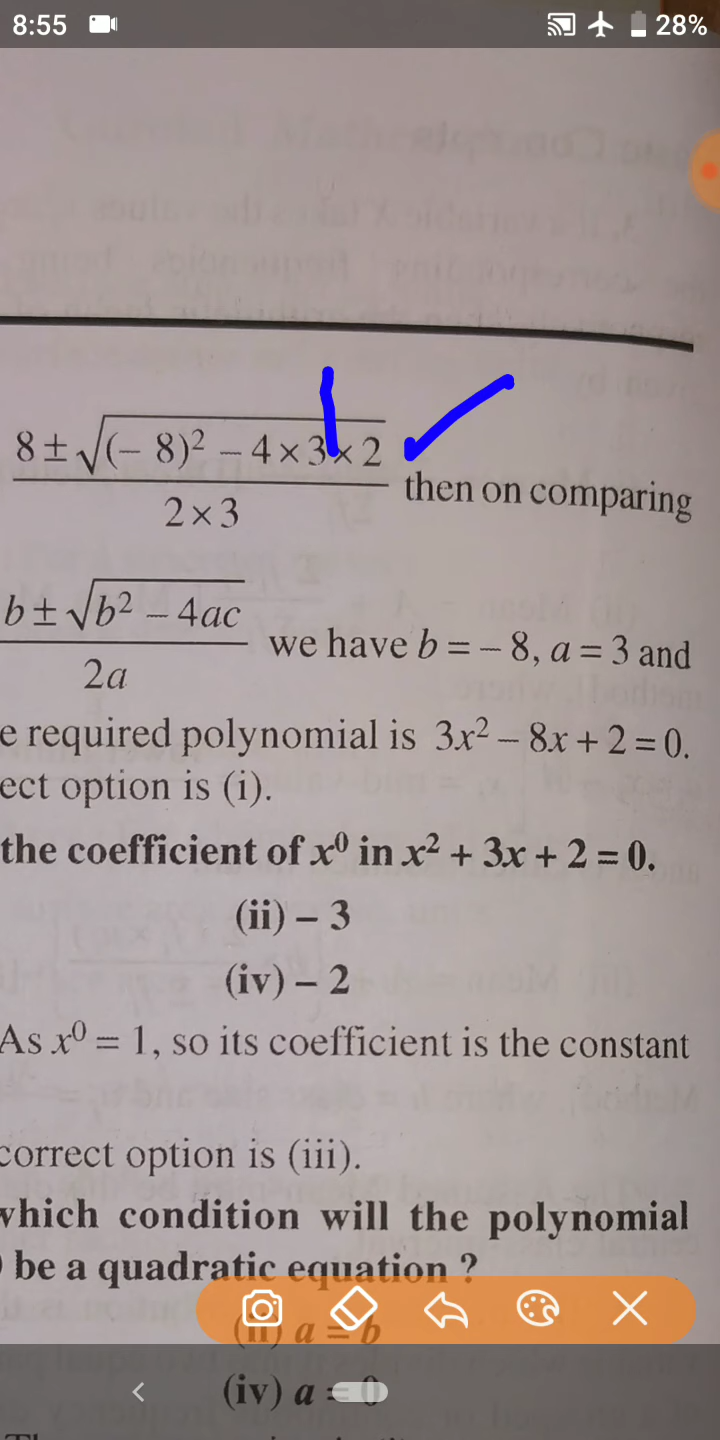 8:55 28%
8 ± √(– 8)² – 4 × 3 × 2
2 × 3
then on comparing
b ± √b² – 4ac
2a
we have b = – 8, a = 3 and
e required polynomial is 3x² – 8x + 2 = 0.
ect option is (i).
the coefficient of x⁰ in x² + 3x + 2 = 0.
(ii) – 3
(iv) – 2
As x⁰ = 1, so its coefficient is the constant
correct option is (iii).
which condition will the polynomial
be a quadratic equation ?
(ii) a = b
(iv) a = 0